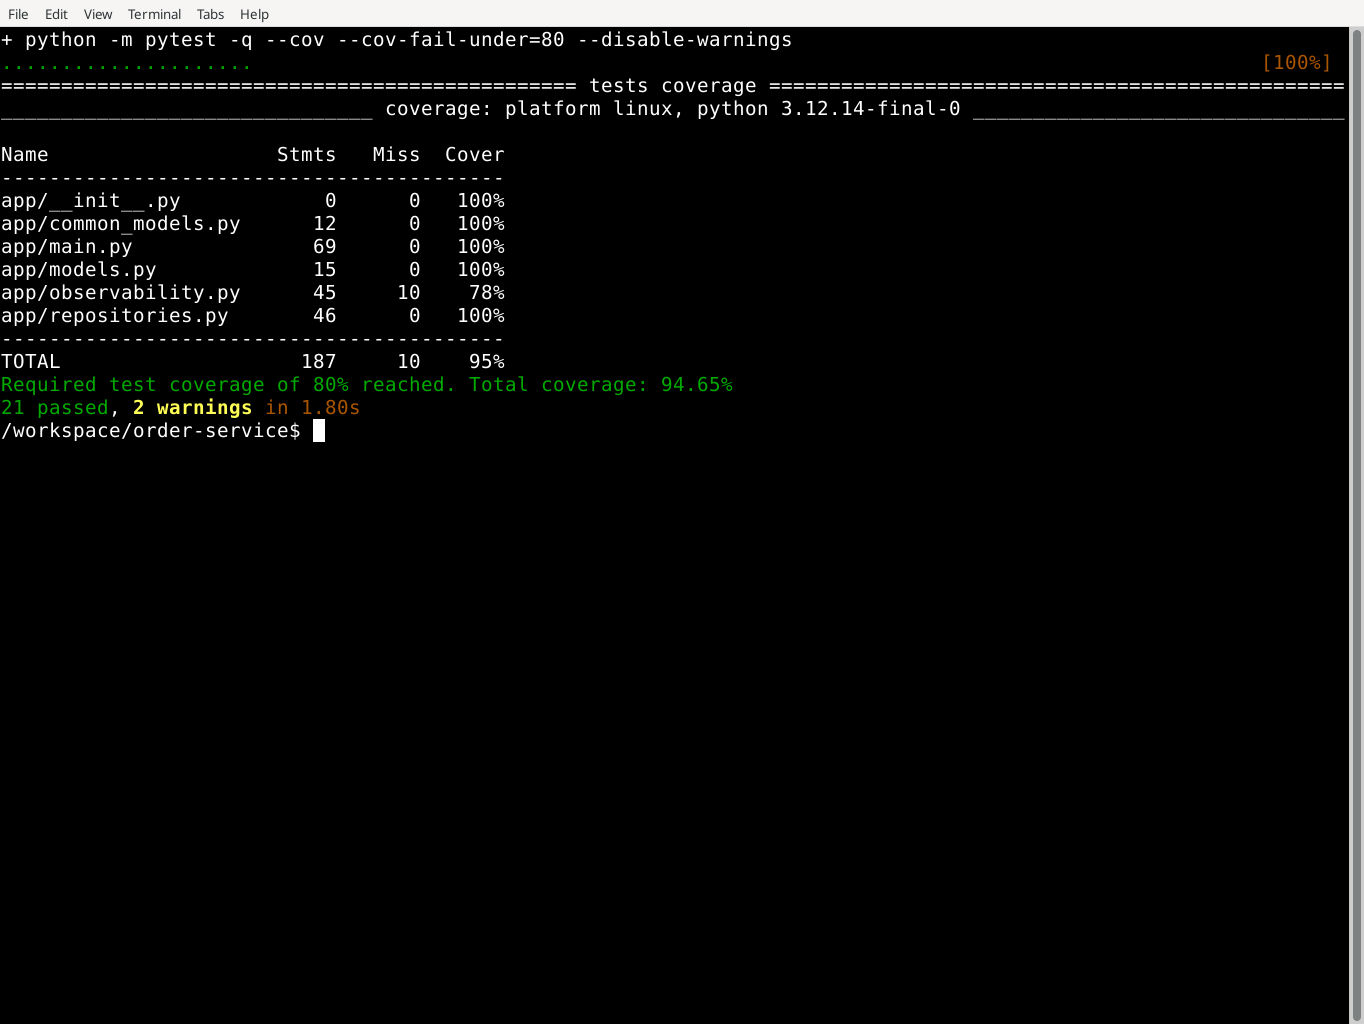 File Edit View Terminal Tabs Help
+ python -m pytest -q --cov --cov-fail-under=80 --disable-warnings
..................... [100%]
================================================ tests coverage ================================================
_______________________________ coverage: platform linux, python 3.12.14-final-0 _______________________________
Name                   Stmts   Miss  Cover
------------------------------------------
app/__init__.py            0      0   100%
app/common_models.py      12      0   100%
app/main.py               69      0   100%
app/models.py             15      0   100%
app/observability.py      45     10    78%
app/repositories.py       46      0   100%
------------------------------------------
TOTAL                    187     10    95%
Required test coverage of 80% reached. Total coverage: 94.65%
21 passed, 2 warnings in 1.80s
/workspace/order-service$